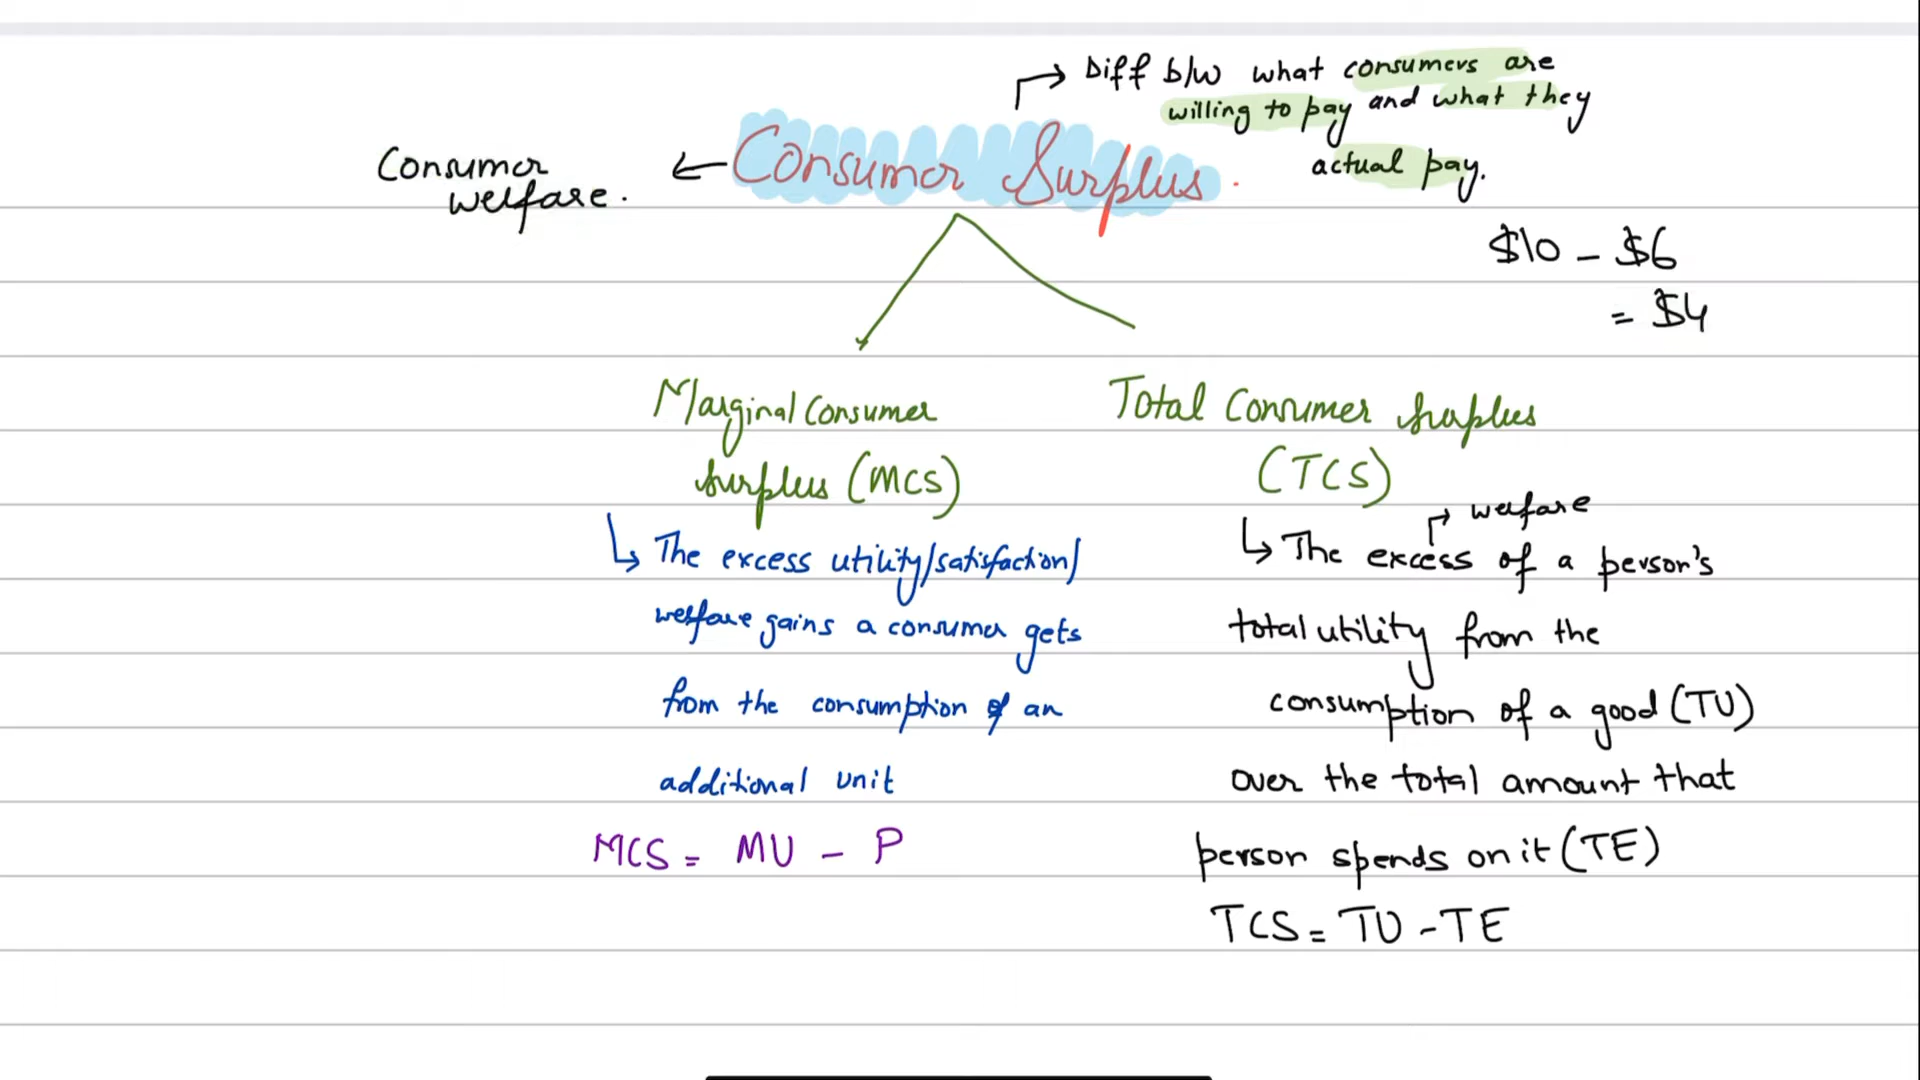 Diff b/w what consumers are
willing to pay and what they
actual pay.
Consumer
welfare.
Consumer Surplus.
$10 - $6
= $4
Marginal Consumer
surplus (MCS)
The excess utility/satisfaction/
welfare gains a consumer gets
from the consumption of an
additional unit
MCS = MU - P
Total Consumer surplus
(TCS)
welfare
The excess of a person's
total utility from the
consumption of a good (TU)
over the total amount that
person spends on it (TE)
TCS = TU - TE